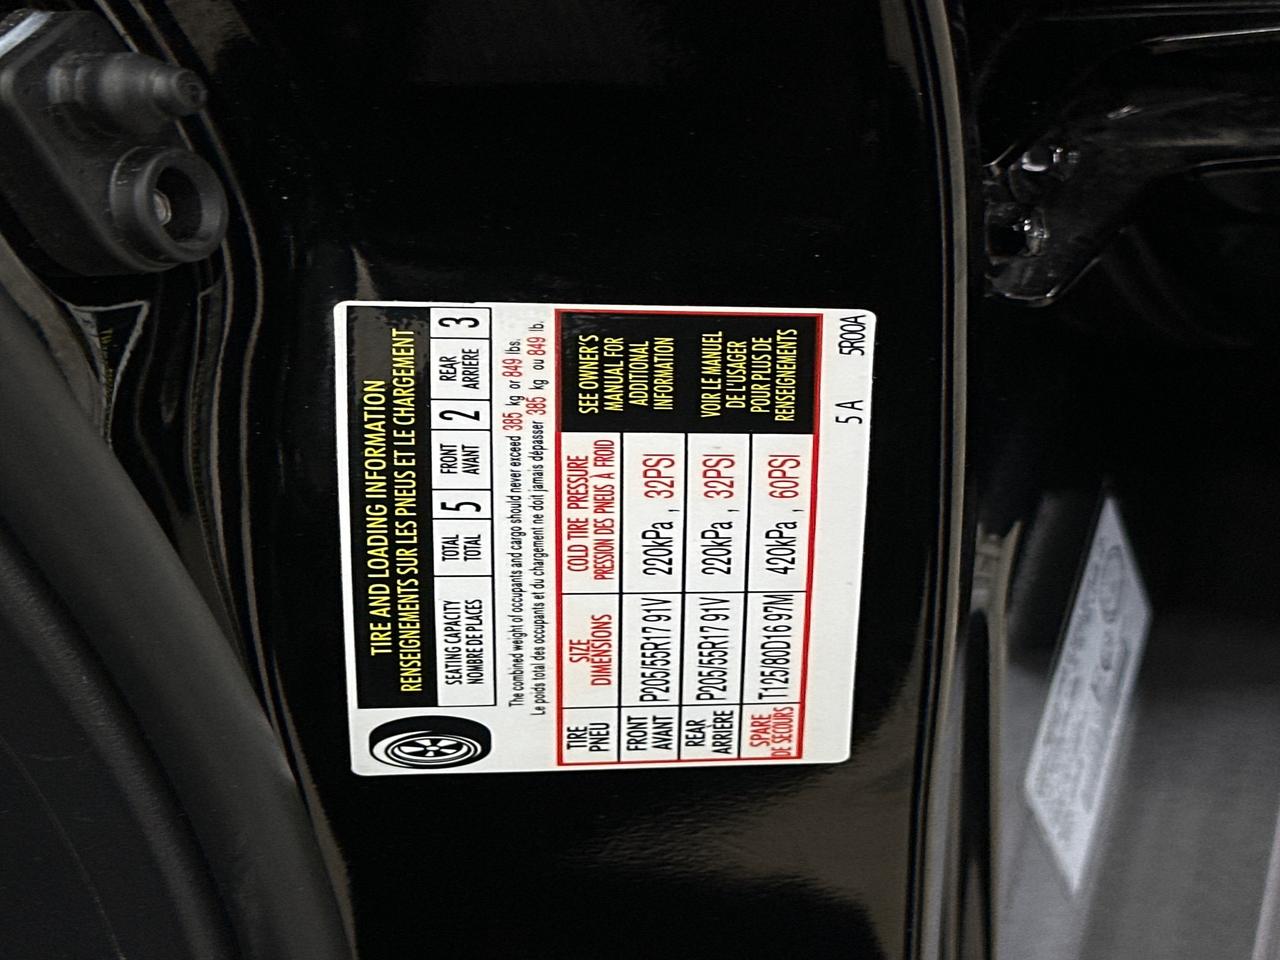 TIRE AND LOADING INFORMATION
RENSEIGNEMENTS SUR LES PNEUS ET LE CHARGEMENT
SEATING CAPACITY
NOMBRE DE PLACES
TOTAL
TOTAL
5
FRONT
AVANT
2
REAR
ARRIÈRE
3
The combined weight of occupants and cargo should never exceed 385 kg or 849 lbs.
Le poids total des occupants et du chargement ne doit jamais dépasser 385 kg ou 849 lb.
TIRE
PNEU
SIZE
DIMENSIONS
COLD TIRE PRESSURE
PRESSION DES PNEUS À FROID
FRONT
AVANT
P205/55R17 91V
220kPa , 32PSI
REAR
ARRIÈRE
P205/55R17 91V
220kPa , 32PSI
SPARE
DE SECOURS
T125/80D16 97M
420kPa , 60PSI
SEE OWNER'S
MANUAL FOR
ADDITIONAL
INFORMATION
VOIR LE MANUEL
DE L'USAGER
POUR PLUS DE
RENSEIGNEMENTS
5 A 5R00A